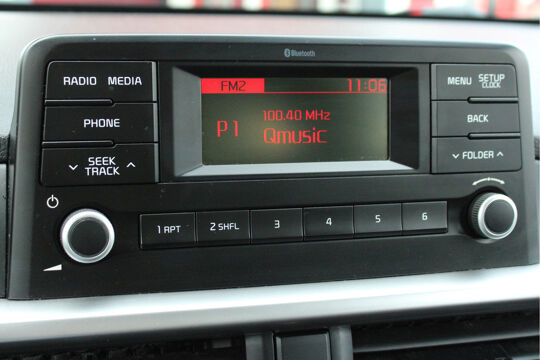 Bluetooth
RADIO MEDIA
FM2 11:06
MENU SETUP
CLOCK
PHONE
P1
100.40 MHz
Qmusic
BACK
SEEK
TRACK
FOLDER
1 RPT
2 SHFL
3
4
5
6